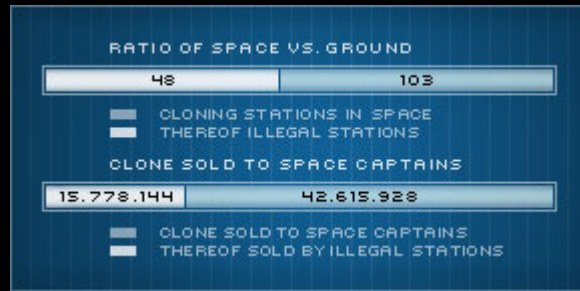 RATIO OF SPACE VS. GROUND
48 103
CLONING STATIONS IN SPACE
THEREOF ILLEGAL STATIONS
CLONE SOLD TO SPACE CAPTAINS
15.778.144 42.615.928
CLONE SOLD TO SPACE CAPTAINS
THEREOF SOLD BY ILLEGAL STATIONS